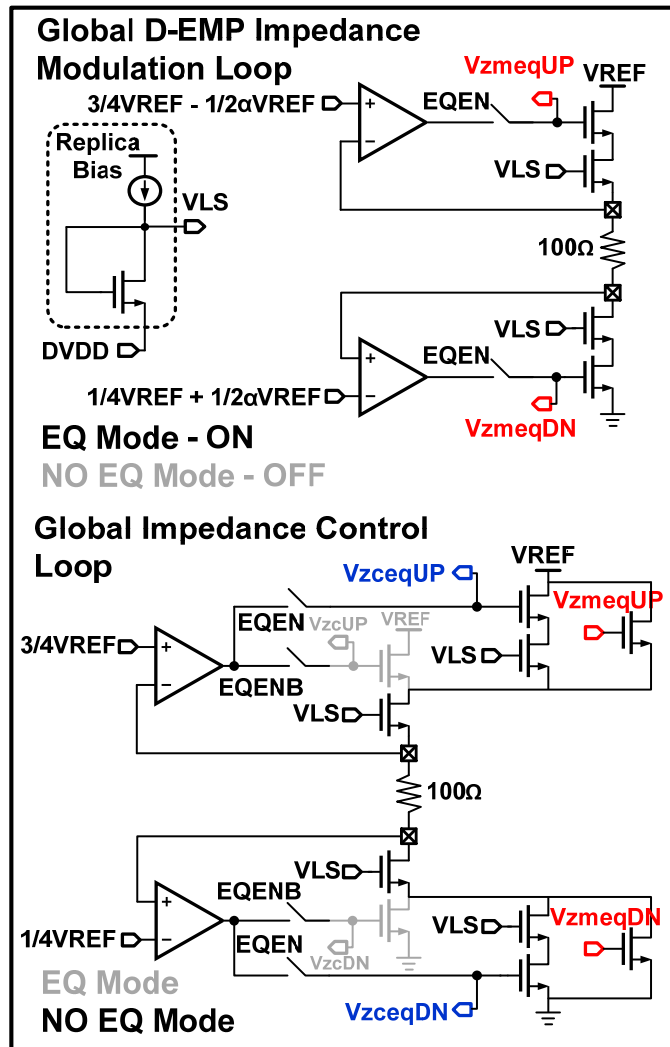 Global D-EMP Impedance
Modulation Loop
VzmeqUP
VREF
3/4VREF - 1/2αVREF
+
EQEN
−
Replica
Bias
VLS
VLS
100Ω
DVDD
VLS
+
EQEN
−
1/4VREF + 1/2αVREF
VzmeqDN
EQ Mode - ON
NO EQ Mode - OFF
Global Impedance Control
Loop
VzceqUP
VREF
VzmeqUP
EQEN
VzcUP
VREF
3/4VREF
+
−
EQENB
VLS
VLS
100Ω
VLS
+
EQENB
VLS
VzmeqDN
1/4VREF
−
EQEN
VzcDN
EQ Mode
NO EQ Mode
VzceqDN